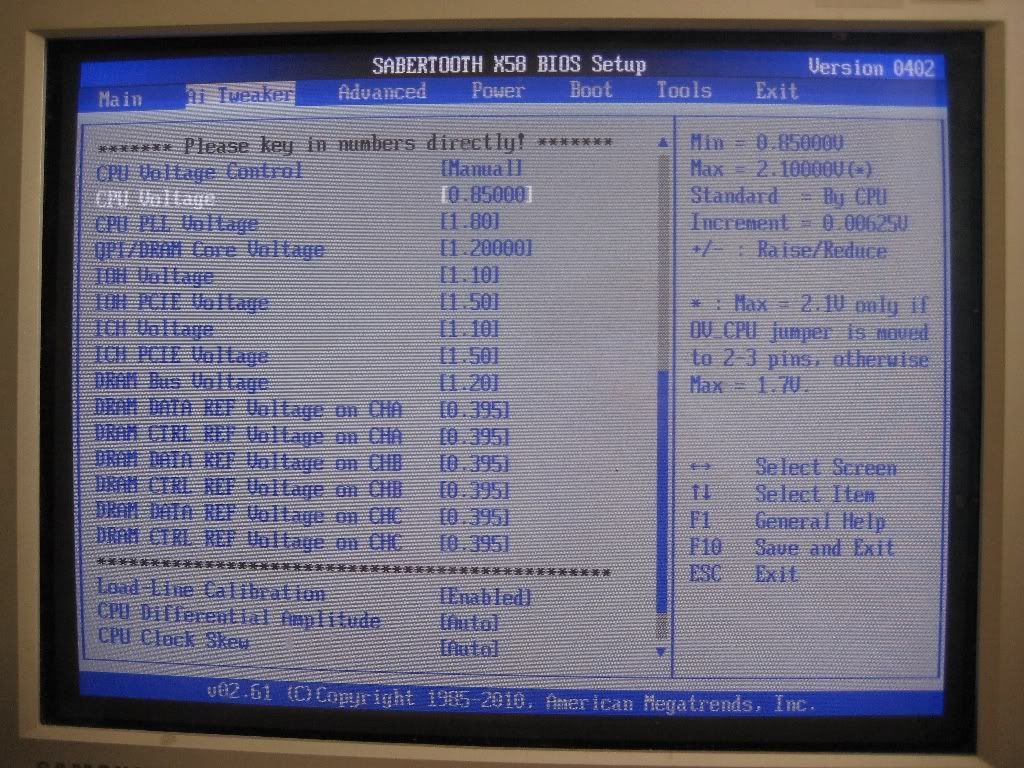 SABERTOOTH X58 BIOS Setup Version 0402
Main Ai Tweaker Advanced Power Boot Tools Exit
******* Please key in numbers directly! *******
CPU Voltage Control [Manual]
CPU Voltage [0.85000]
CPU PLL Voltage [1.80]
QPI/DRAM Core Voltage [1.20000]
IOH Voltage [1.10]
IOH PCIE Voltage [1.50]
ICH Voltage [1.10]
ICH PCIE Voltage [1.50]
DRAM Bus Voltage [1.20]
DRAM DATA REF Voltage on CHA [0.395]
DRAM CTRL REF Voltage on CHA [0.395]
DRAM DATA REF Voltage on CHB [0.395]
DRAM CTRL REF Voltage on CHB [0.395]
DRAM DATA REF Voltage on CHC [0.395]
DRAM CTRL REF Voltage on CHC [0.395]
***********************************************
Load-Line Calibration [Enabled]
CPU Differential Amplitude [Auto]
CPU Clock Skew [Auto]
Min = 0.85000V
Max = 2.10000V(*)
Standard = By CPU
Increment = 0.00625V
+/- : Raise/Reduce
* : Max = 2.1V only if
OV_CPU jumper is moved
to 2-3 pins, otherwise
Max = 1.7V.
↔ Select Screen
↑↓ Select Item
F1 General Help
F10 Save and Exit
ESC Exit
v02.61 (C)Copyright 1985-2010, American Megatrends, Inc.